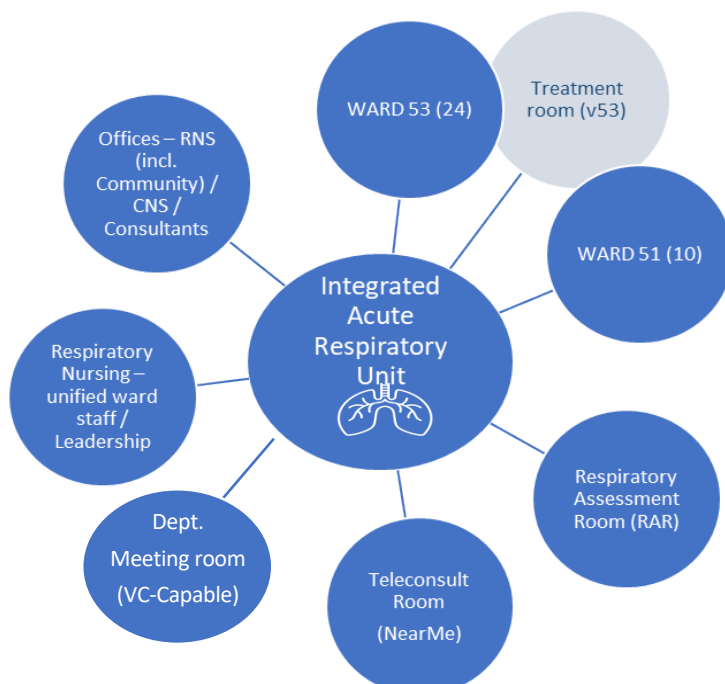 WARD 53 (24)
Treatment
room (v53)
Offices – RNS
(incl.
Community) /
CNS /
Consultants
WARD 51 (10)
Integrated
Acute
Respiratory
Unit
Respiratory
Nursing –
unified ward
staff /
Leadership
Respiratory
Assessment
Room (RAR)
Dept.
Meeting room
(VC-Capable)
Teleconsult
Room
(NearMe)